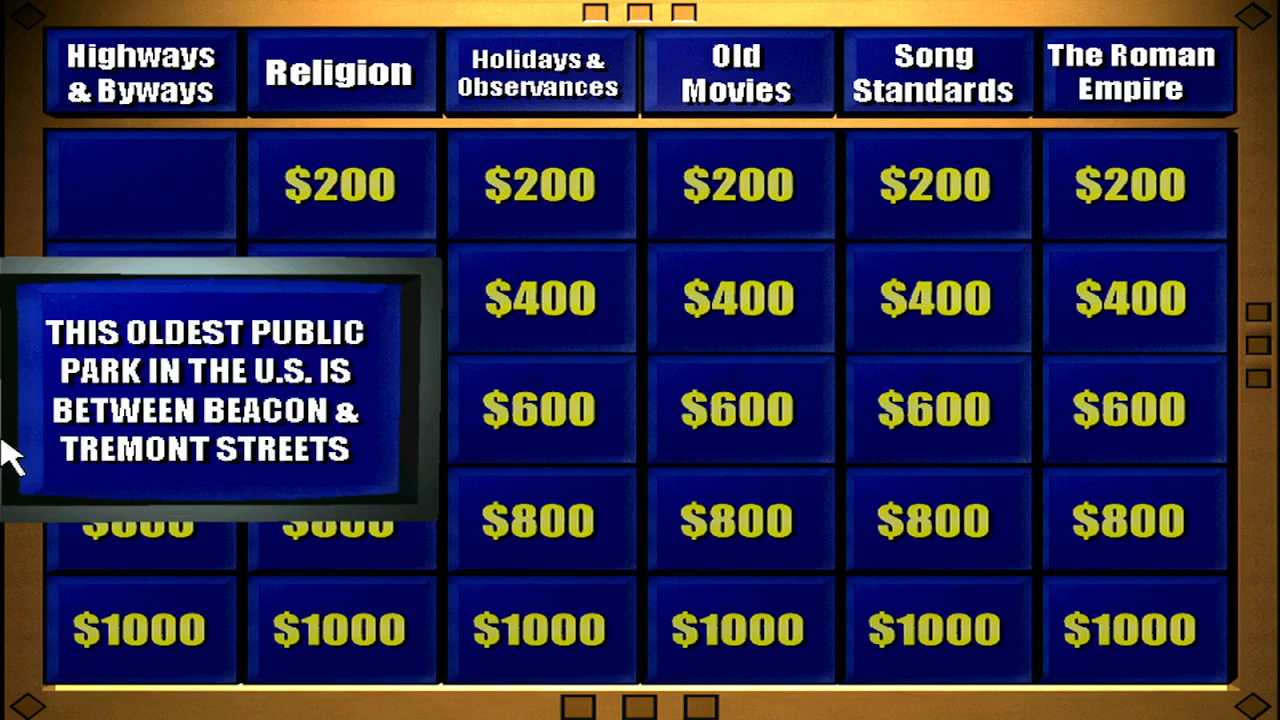 Highways
& Byways
Religion
Holidays &
Observances
Old
Movies
Song
Standards
The Roman
Empire
$200
$200
$200
$200
$200
THIS OLDEST PUBLIC
PARK IN THE U.S. IS
BETWEEN BEACON &
TREMONT STREETS
$400
$400
$400
$400
$600
$600
$600
$600
$800
$800
$800
$800
$800
$800
$1000
$1000
$1000
$1000
$1000
$1000